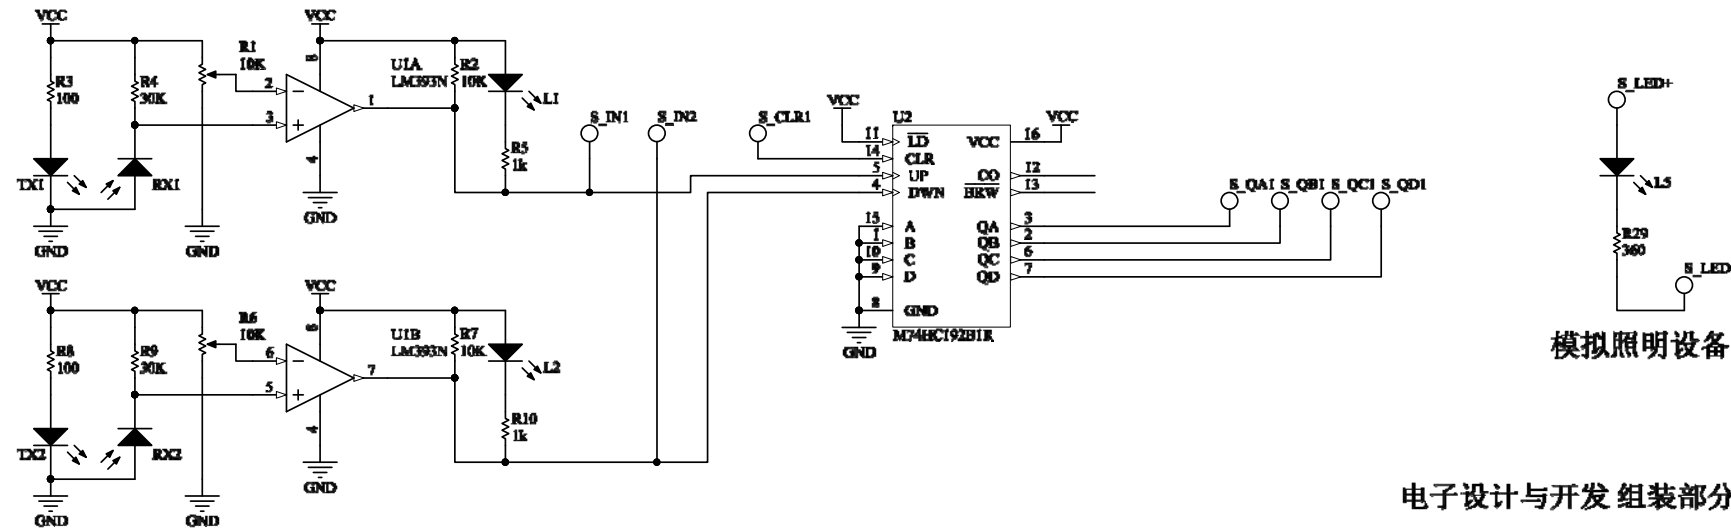 VCC
R3
100
R4
30K
R1
10K
TX1
RX1
GND
GND
VCC
8
2
3
1
4
GND
U1A
LM393N
R2
10K
L1
R5
1k
S_IN1
S_IN2
S_CLR1
VCC
U2
11
14
5
4
15
1
10
9
8
LD
CLR
UP
DWN
A
B
C
D
GND
VCC
CO
BRW
QA
QB
QC
QD
16
12
13
3
2
6
7
VCC
M74HC192B1R
GND
S_QA1
S_QB1
S_QC1
S_QD1
S_LED+
L5
R29
360
S_LED
模拟照明设备
VCC
R8
100
R9
30K
R6
10K
TX2
RX2
GND
GND
VCC
8
6
5
7
4
GND
U1B
LM393N
R7
10K
L2
R10
1k
电子设计与开发 组装部分